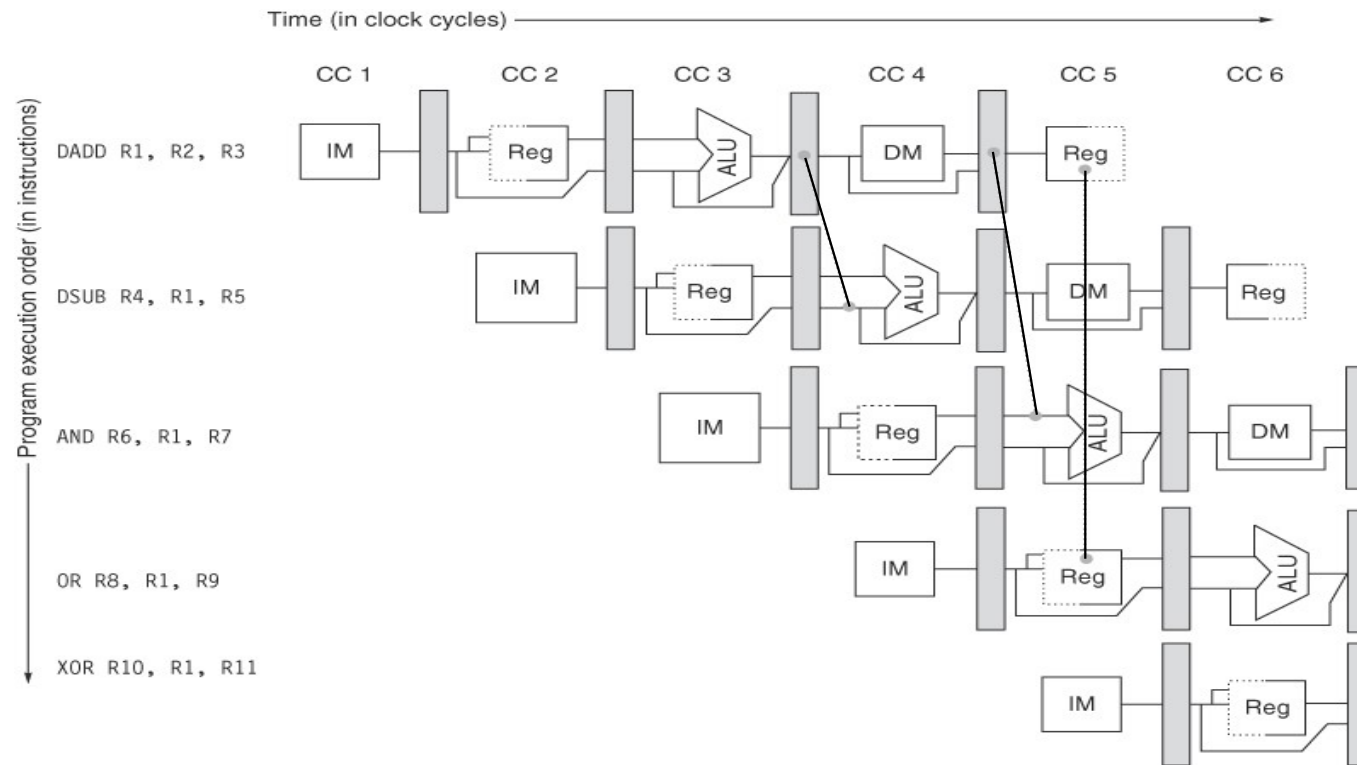 Time (in clock cycles)
CC 1 CC 2 CC 3 CC 4 CC 5 CC 6
Program execution order (in instructions)
DADD R1, R2, R3 IM Reg ALU DM Reg
DSUB R4, R1, R5 IM Reg ALU DM Reg
AND R6, R1, R7 IM Reg ALU DM
OR R8, R1, R9 IM Reg ALU
XOR R10, R1, R11 IM Reg